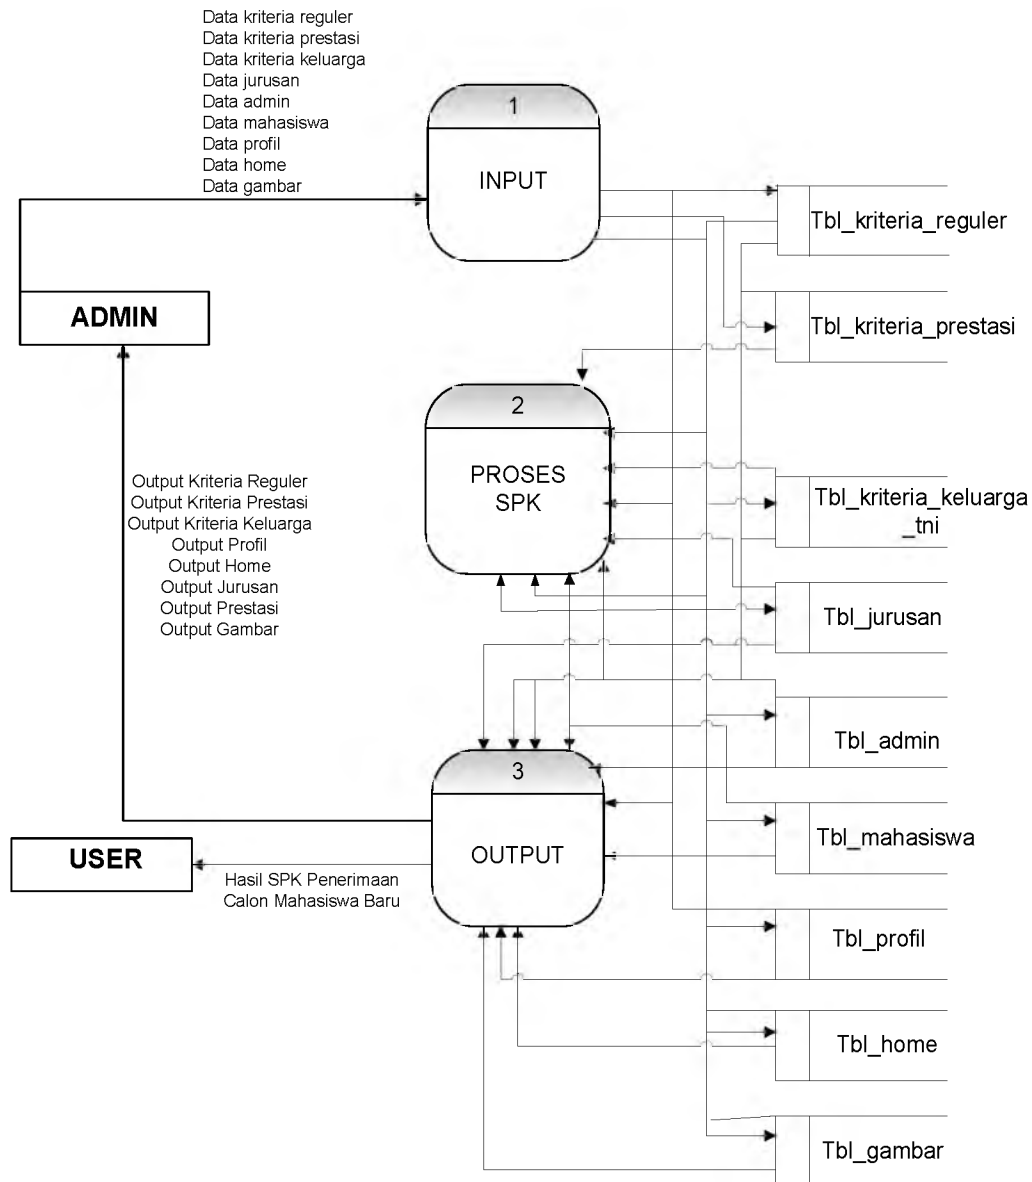 Data kriteria reguler
Data kriteria prestasi
Data kriteria keluarga
Data jurusan
Data admin
Data mahasiswa
Data profil
Data home
Data gambar
1
INPUT
Tbl_kriteria_reguler
ADMIN
Tbl_kriteria_prestasi
2
PROSES
SPK
Output Kriteria Reguler
Output Kriteria Prestasi
Output Kriteria Keluarga
Output Profil
Output Home
Output Jurusan
Output Prestasi
Output Gambar
Tbl_kriteria_keluarga
_tni
Tbl_jurusan
Tbl_admin
3
OUTPUT
USER
Hasil SPK Penerimaan
Calon Mahasiswa Baru
Tbl_mahasiswa
Tbl_profil
Tbl_home
Tbl_gambar